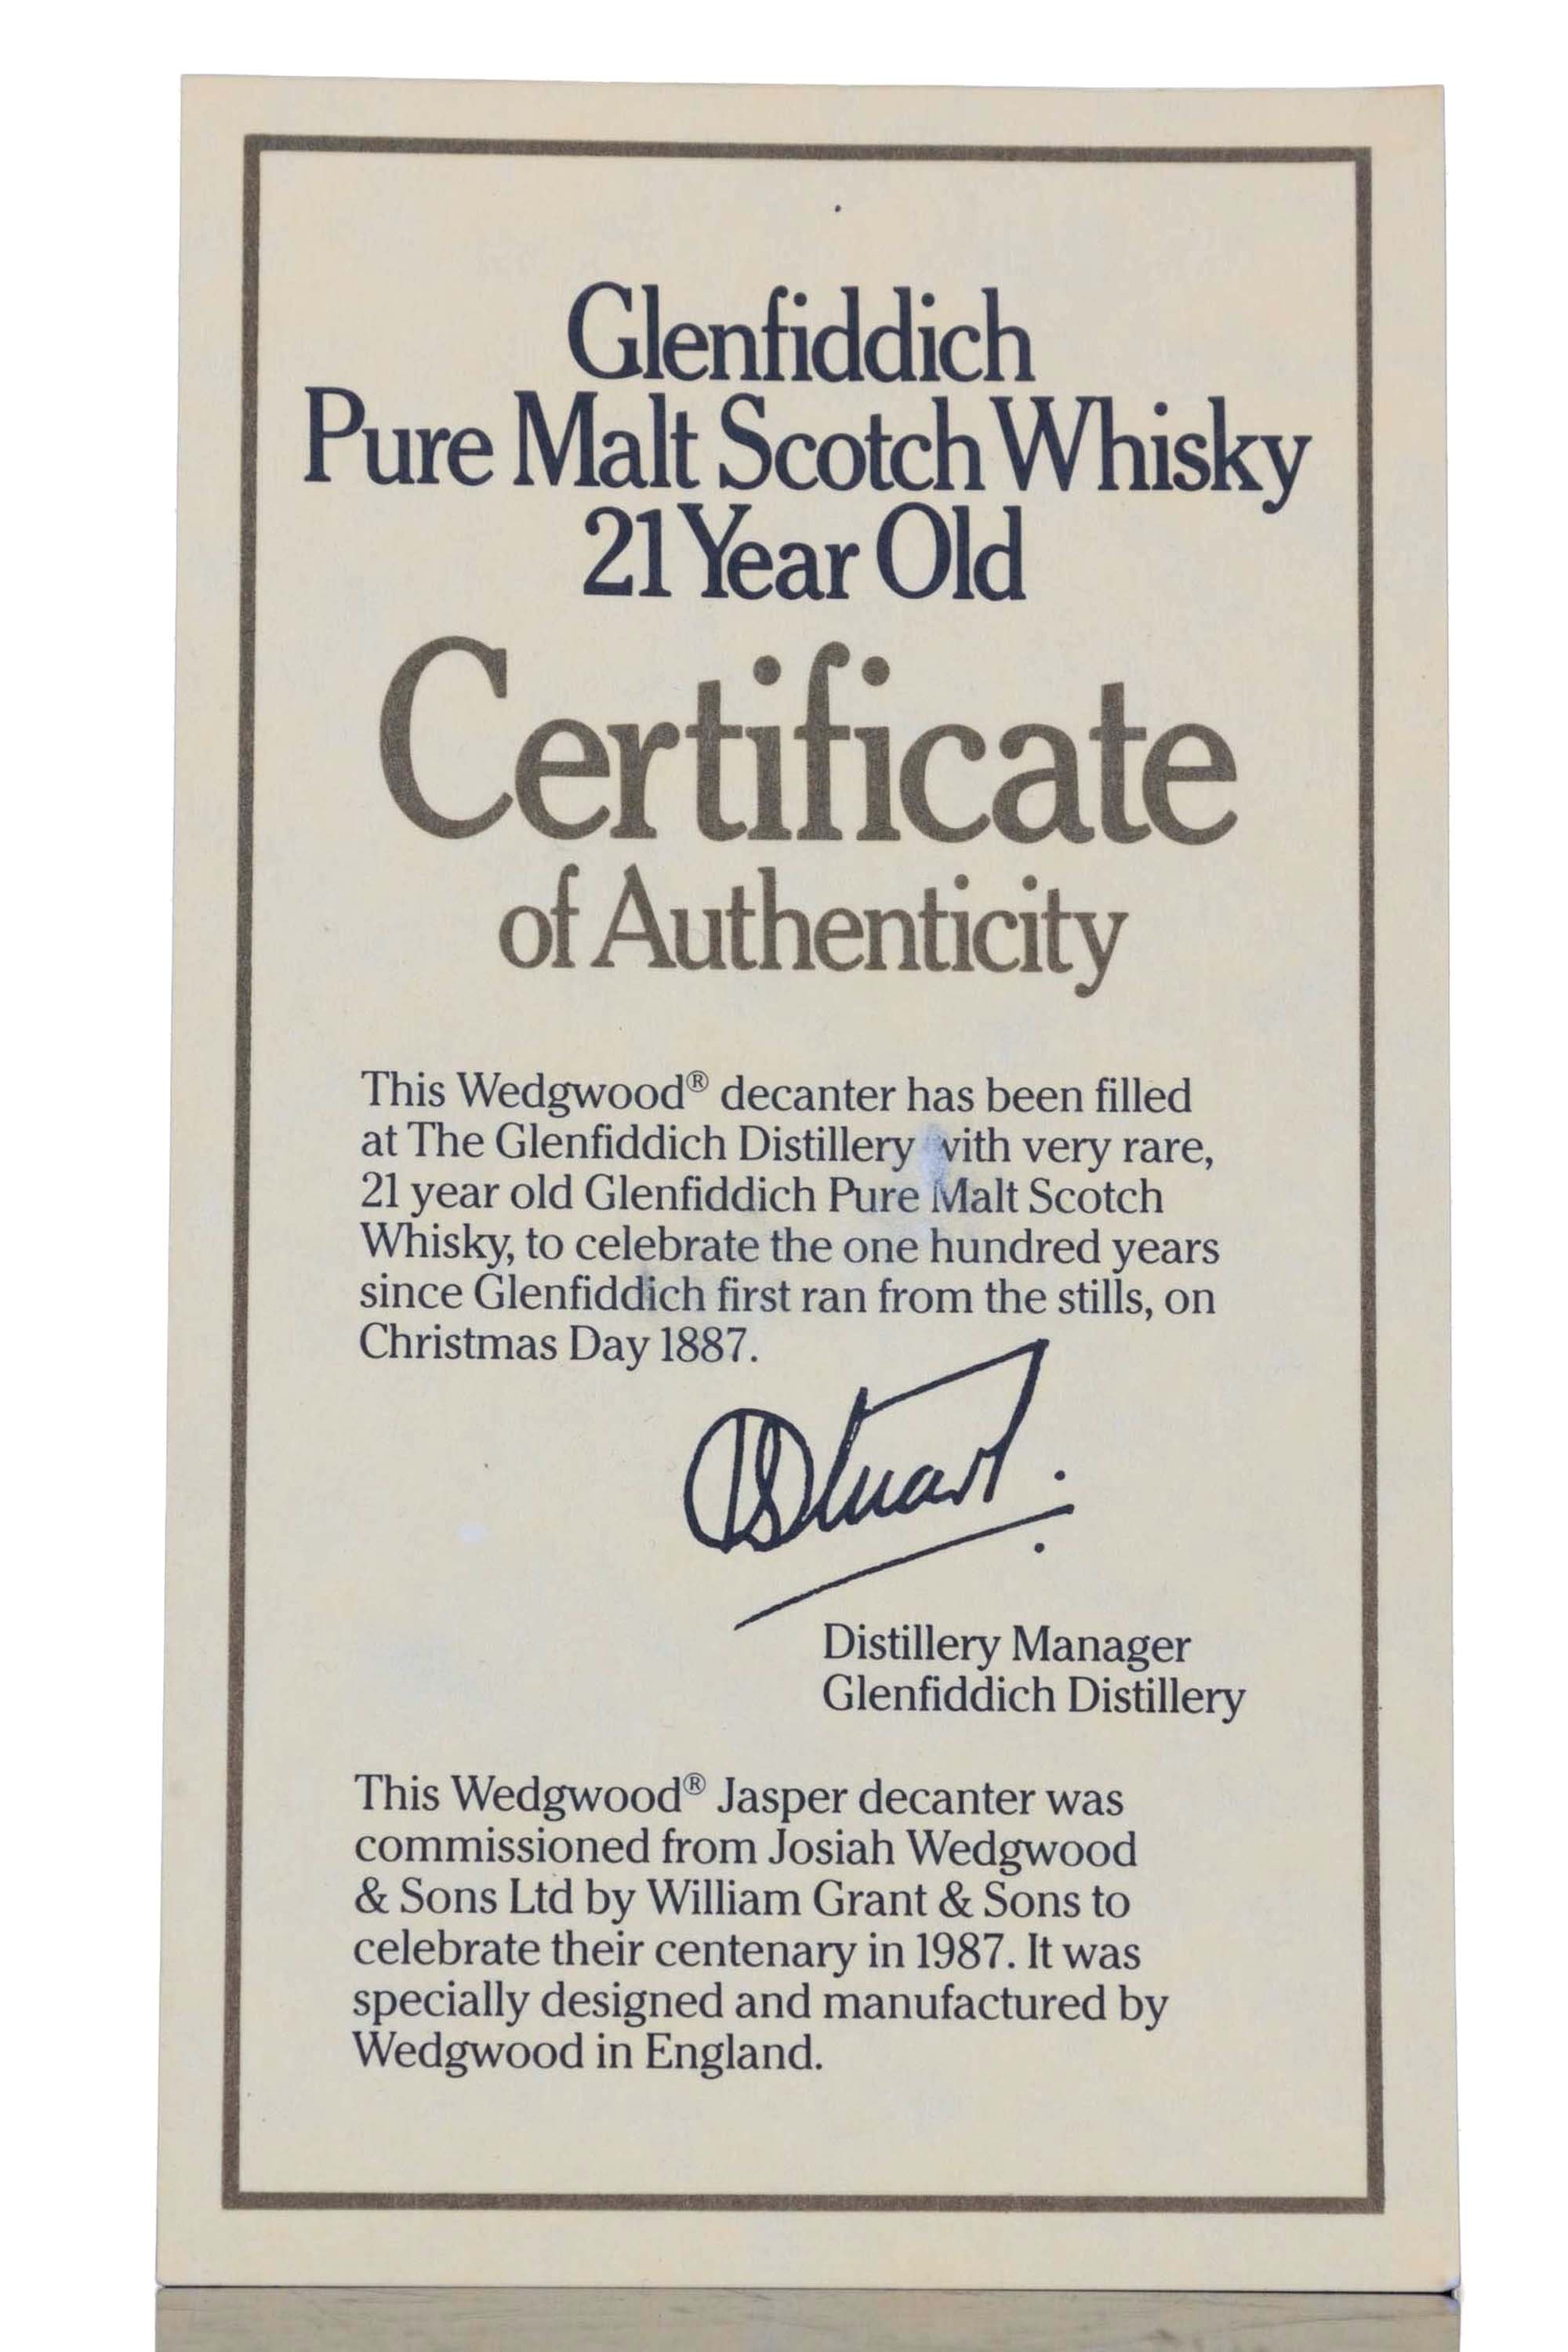 Glenfiddich
Pure Malt Scotch Whisky
21 Year Old
Certificate
of Authenticity
This Wedgwood® decanter has been filled
at The Glenfiddich Distillery with very rare,
21 year old Glenfiddich Pure Malt Scotch
Whisky, to celebrate the one hundred years
since Glenfiddich first ran from the stills, on
Christmas Day 1887.
DStuart.
Distillery Manager
Glenfiddich Distillery
This Wedgwood® Jasper decanter was
commissioned from Josiah Wedgwood
& Sons Ltd by William Grant & Sons to
celebrate their centenary in 1987. It was
specially designed and manufactured by
Wedgwood in England.